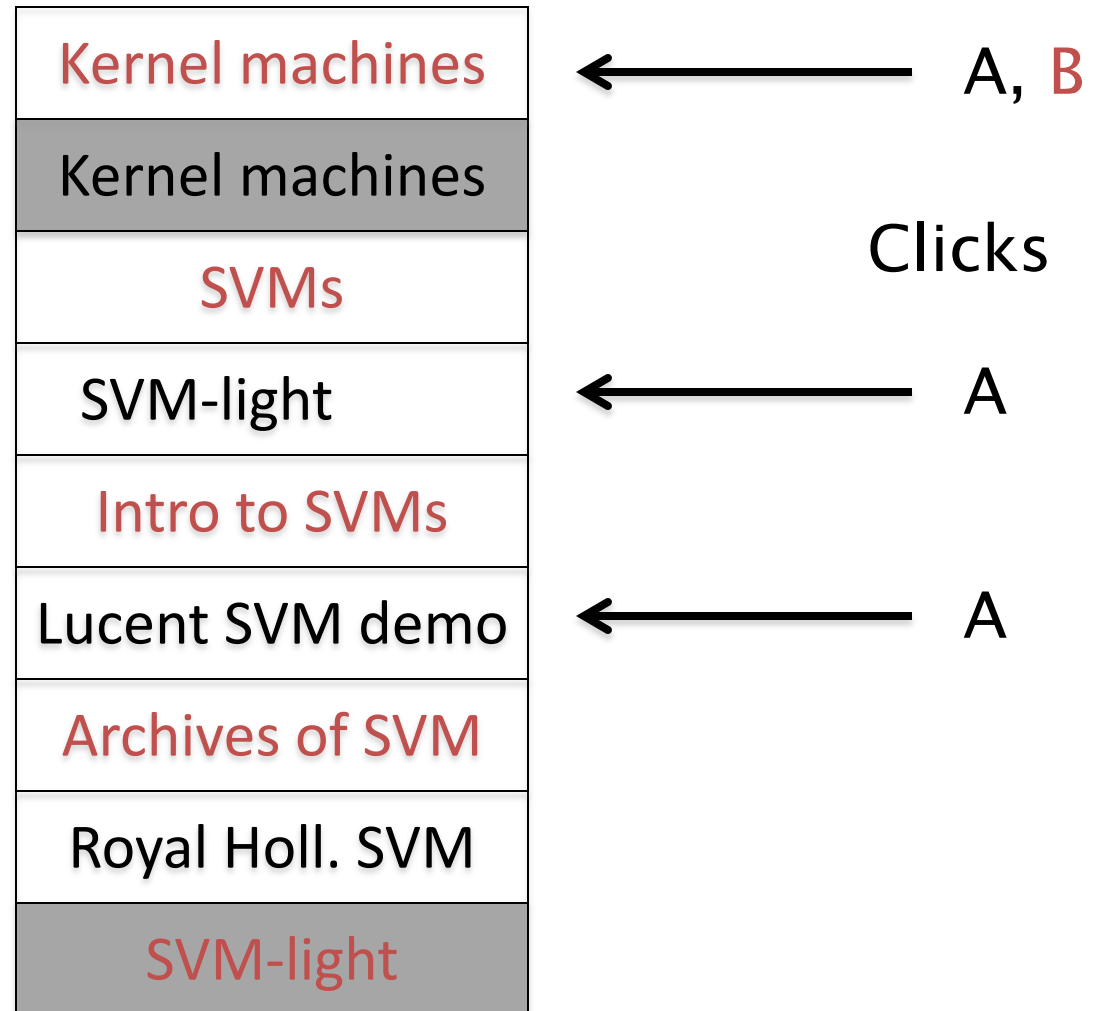 Kernel machines
A, B
Kernel machines
Clicks
SVMs
SVM-light
A
Intro to SVMs
Lucent SVM demo
A
Archives of SVM
Royal Holl. SVM
SVM-light